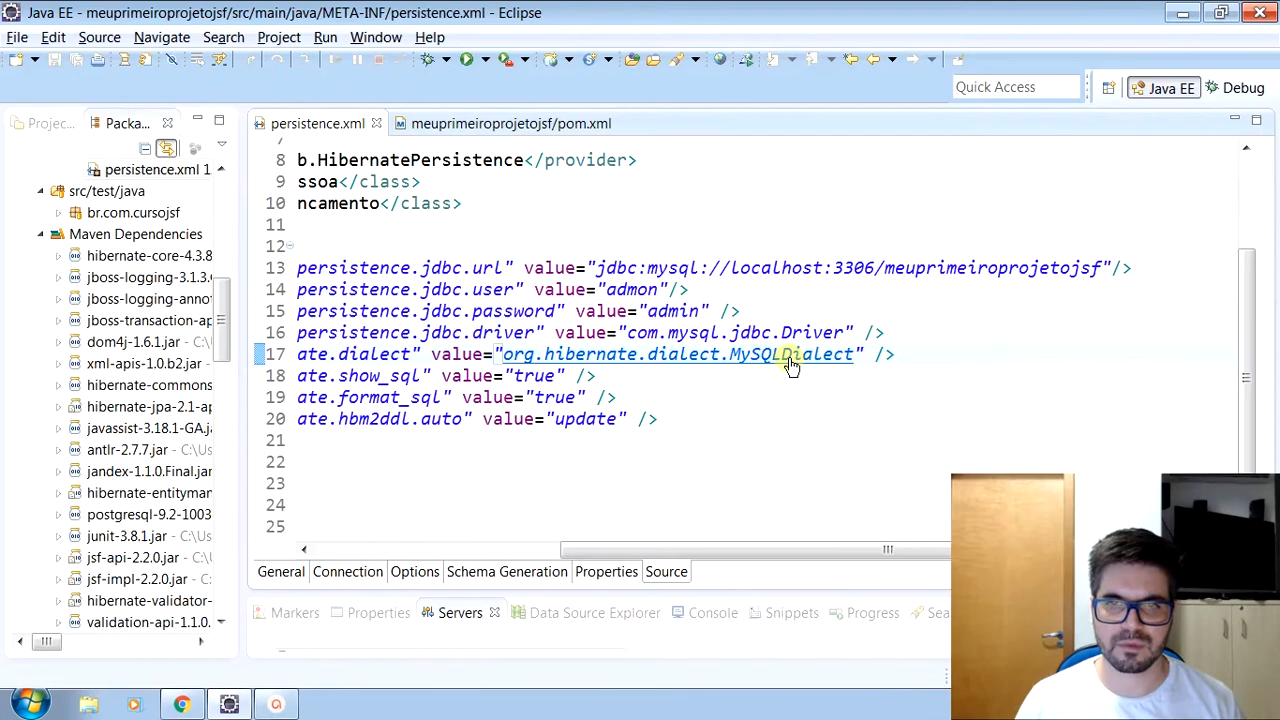 Java EE - meuprimeiroprojetojsf/src/main/java/META-INF/persistence.xml - Eclipse
File Edit Source Navigate Search Project Run Window Help
Quick Access
Java EE
Debug
Projec...
Packa...
persistence.xml
meuprimeiroprojetojsf/pom.xml
persistence.xml 1
src/test/java
br.com.cursojsf
Maven Dependencies
hibernate-core-4.3.8
jboss-logging-3.1.3.
jboss-logging-annot
jboss-transaction-ap
dom4j-1.6.1.jar - C:\
xml-apis-1.0.b2.jar -
hibernate-jpa-2.1-ap
javassist-3.18.1-GA.j
antlr-2.7.7.jar - C:\Us
jandex-1.1.0.Final.jar
hibernate-entityman
postgresql-9.2-1003
junit-3.8.1.jar - C:\Us
jsf-api-2.2.0.jar - C:\
jsf-impl-2.2.0.jar - C:
hibernate-validator-
validation-api-1.1.0.
7
8 b.HibernatePersistence</provider>
9 ssoa</class>
10 ncamento</class>
11
12
13 persistence.jdbc.url" value="jdbc:mysql://localhost:3306/meuprimeiroprojetojsf"/>
14 persistence.jdbc.user" value="admon"/>
15 persistence.jdbc.password" value="admin" />
16 persistence.jdbc.driver" value="com.mysql.jdbc.Driver" />
17 ate.dialect" value="org.hibernate.dialect.MySQLDialect" />
18 ate.show_sql" value="true" />
19 ate.format_sql" value="true" />
20 ate.hbm2ddl.auto" value="update" />
21
22
23
24
25
General Connection Options Schema Generation Properties Source
Markers Properties Servers Data Source Explorer Console Snippets Progress Sea